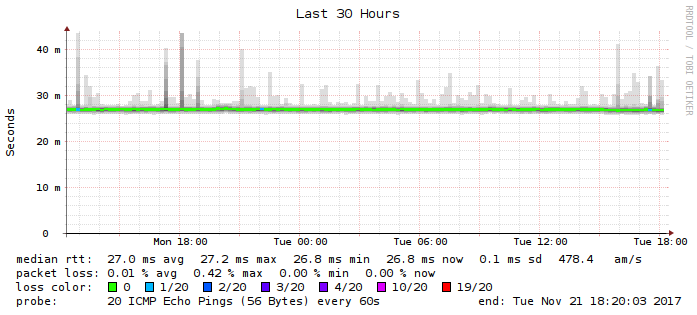 Last 30 Hours
RRDTOOL / TOBI OETIKER
Seconds
40 m
30 m
20 m
10 m
0
Mon 18:00 Tue 00:00 Tue 06:00 Tue 12:00 Tue 18:00
median rtt: 27.0 ms avg 27.2 ms max 26.8 ms min 26.8 ms now 0.1 ms sd 478.4 am/s
packet loss: 0.01 % avg 0.42 % max 0.00 % min 0.00 % now
loss color: 0 1/20 2/20 3/20 4/20 10/20 19/20
probe: 20 ICMP Echo Pings (56 Bytes) every 60s end: Tue Nov 21 18:20:03 2017